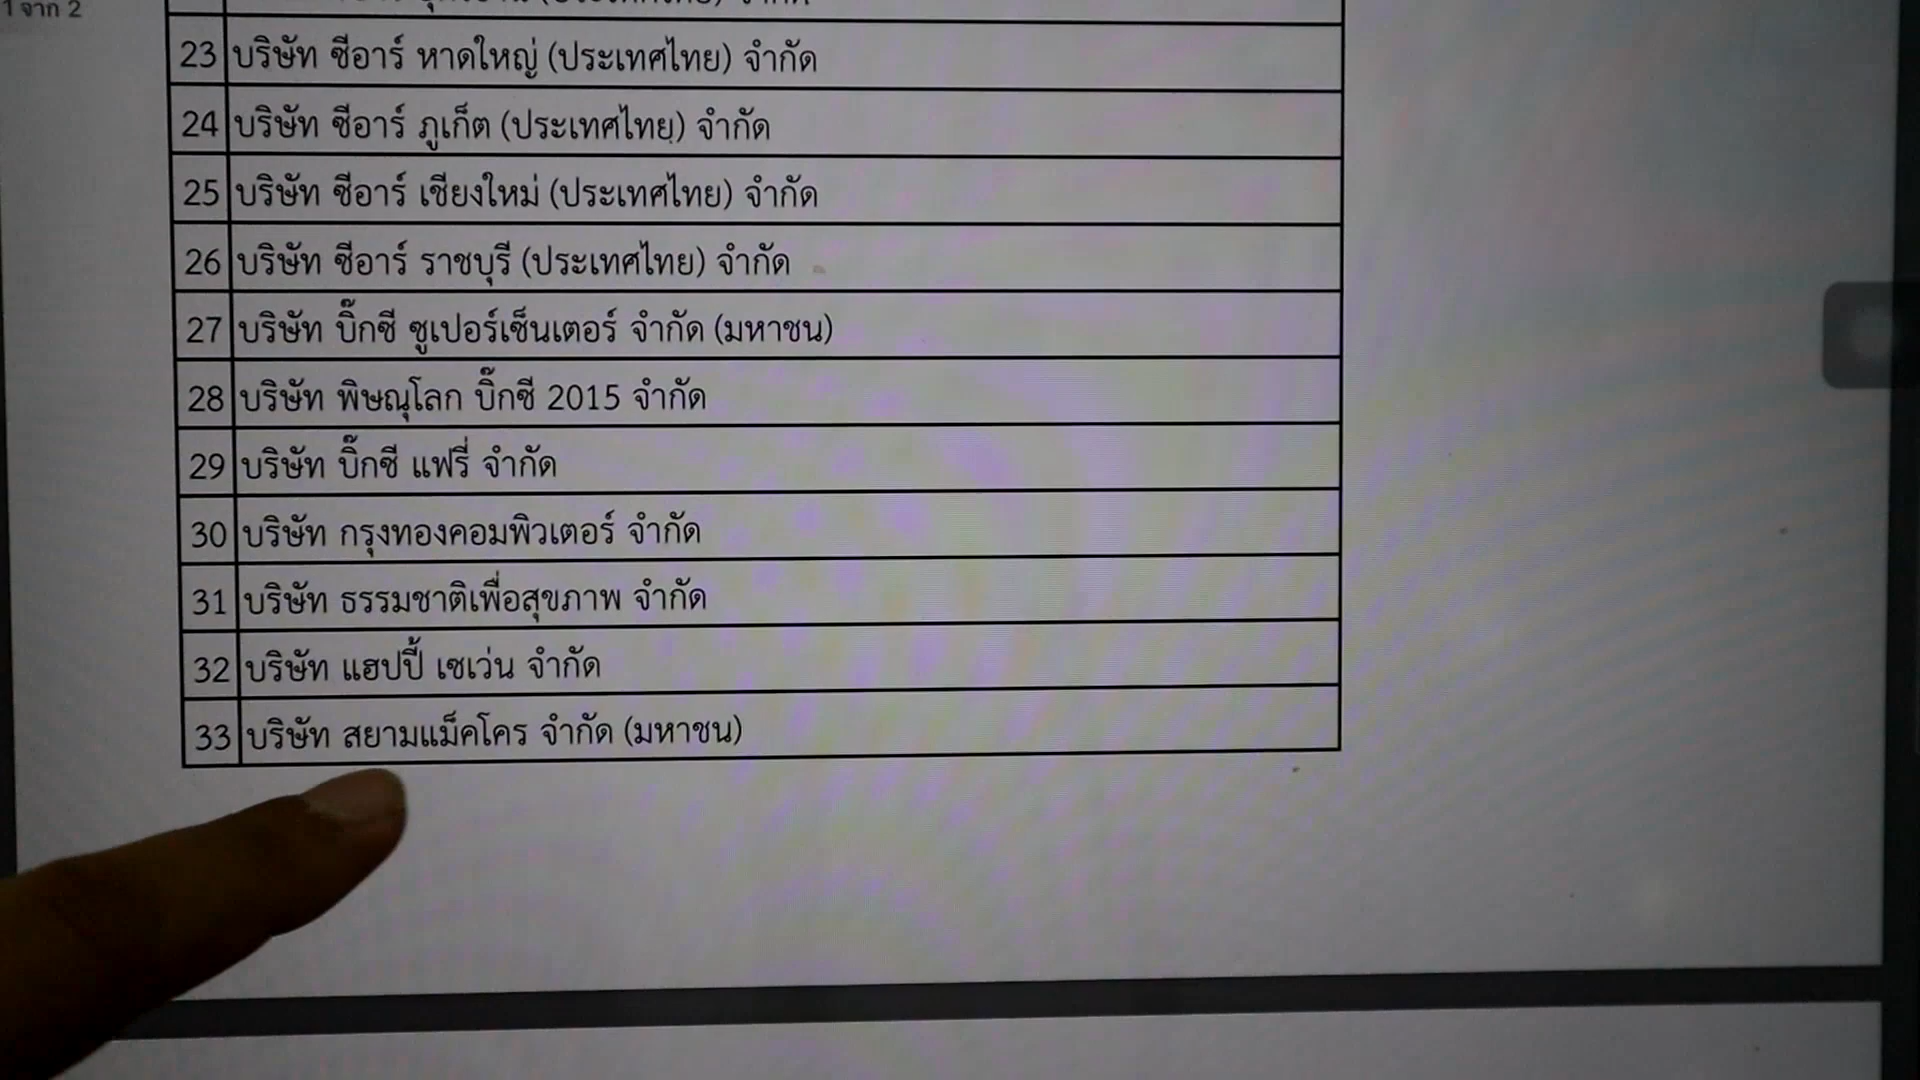 1 จาก 2
(ประเทศไทย) จำกัด
23 บริษัท ซีอาร์ หาดใหญ่ (ประเทศไทย) จำกัด
24 บริษัท ซีอาร์ ภูเก็ต (ประเทศไทย) จำกัด
25 บริษัท ซีอาร์ เชียงใหม่ (ประเทศไทย) จำกัด
26 บริษัท ซีอาร์ ราชบุรี (ประเทศไทย) จำกัด
27 บริษัท บิ๊กซี ซูเปอร์เซ็นเตอร์ จำกัด (มหาชน)
28 บริษัท พิษณุโลก บิ๊กซี 2015 จำกัด
29 บริษัท บิ๊กซี แฟรี่ จำกัด
30 บริษัท กรุงทองคอมพิวเตอร์ จำกัด
31 บริษัท ธรรมชาติเพื่อสุขภาพ จำกัด
32 บริษัท แฮปปี้ เซเว่น จำกัด
33 บริษัท สยามแม็คโคร จำกัด (มหาชน)